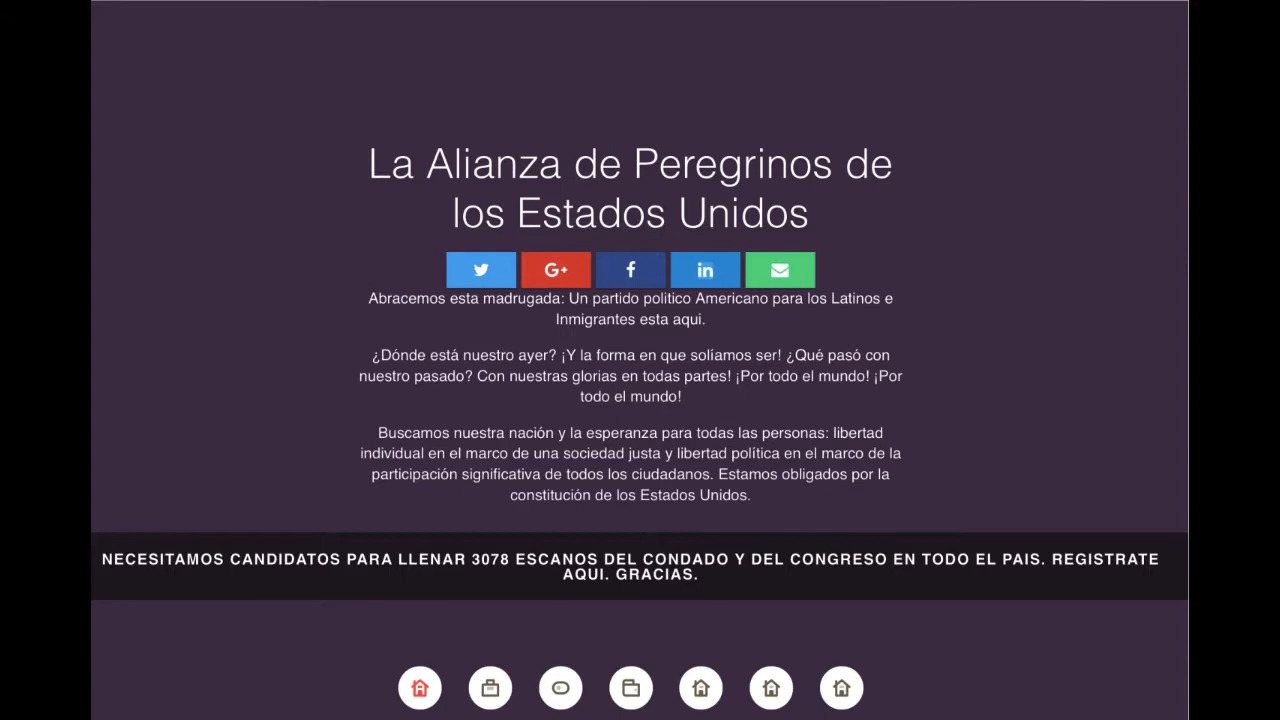 La Alianza de Peregrinos de
los Estados Unidos
G+
f
in
Abracemos esta madrugada: Un partido politico Americano para los Latinos e
Inmigrantes esta aqui.
¿Dónde está nuestro ayer? ¡Y la forma en que solíamos ser! ¿Qué pasó con
nuestro pasado? Con nuestras glorias en todas partes! ¡Por todo el mundo! ¡Por
todo el mundo!
Buscamos nuestra nación y la esperanza para todas las personas: libertad
individual en el marco de una sociedad justa y libertad política en el marco de la
participación significativa de todos los ciudadanos. Estamos obligados por la
constitución de los Estados Unidos.
NECESITAMOS CANDIDATOS PARA LLENAR 3078 ESCANOS DEL CONDADO Y DEL CONGRESO EN TODO EL PAIS. REGISTRATE
AQUI. GRACIAS.